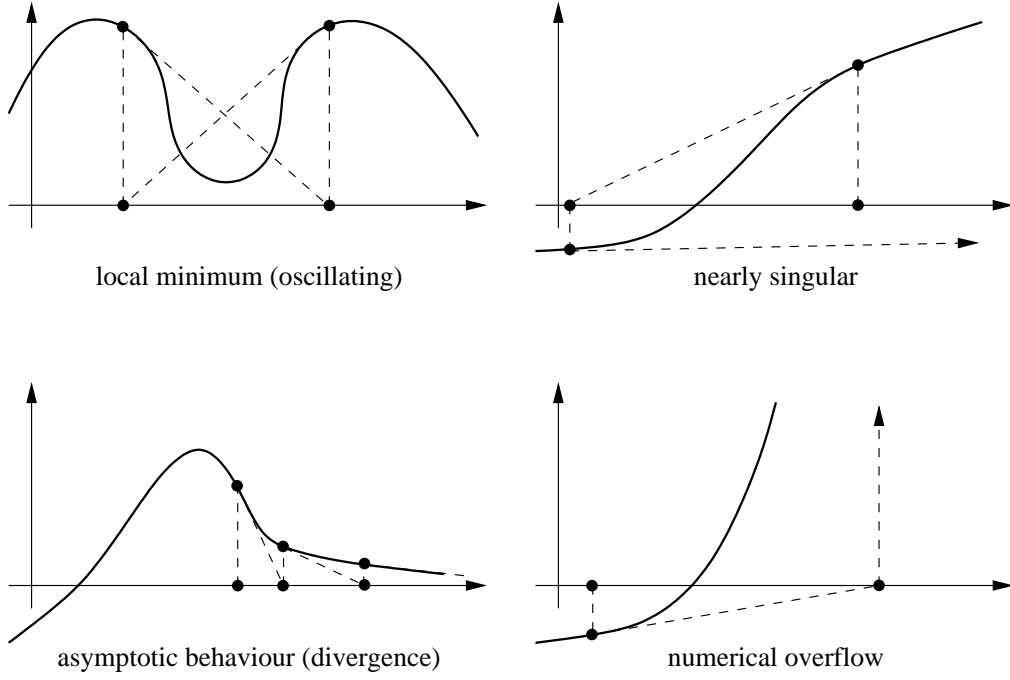 local minimum (oscillating)
nearly singular
asymptotic behaviour (divergence)
numerical overflow